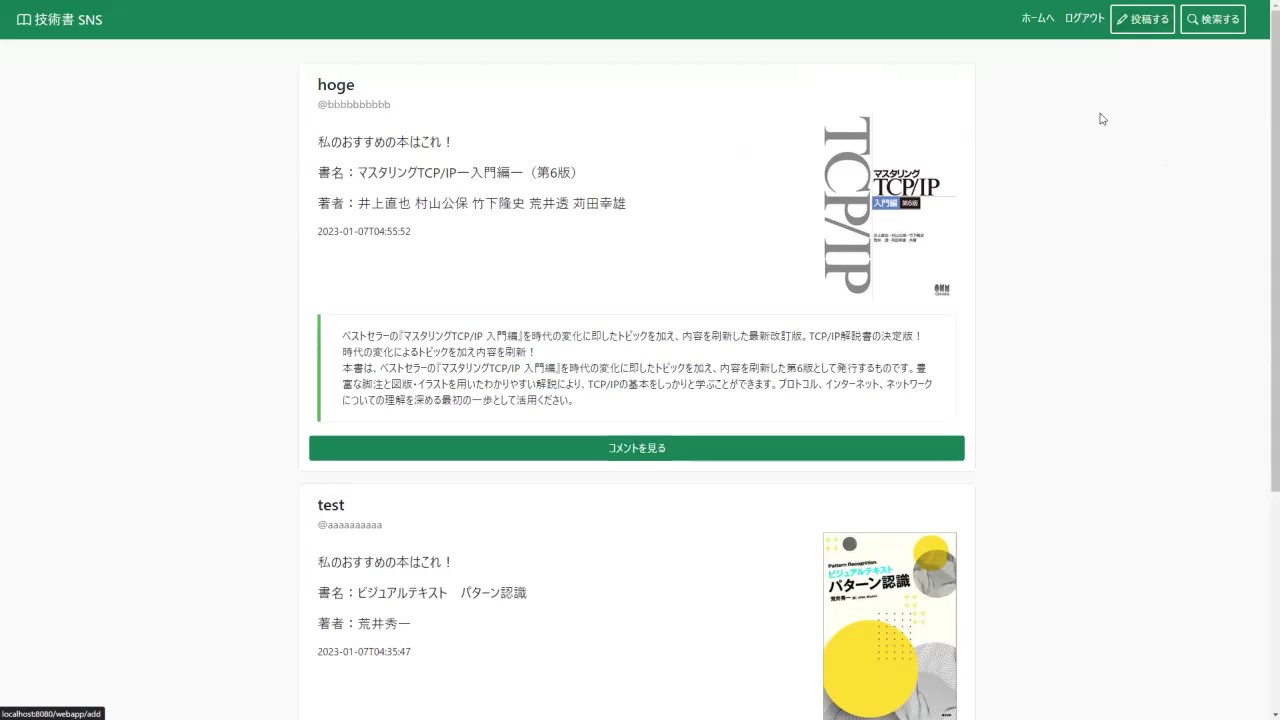 技術書 SNS
ホームへ ログアウト 投稿する 検索する
hoge
@bbbbbbbbbb
私のおすすめの本はこれ！
書名：マスタリングTCP/IPー入門編ー（第6版）
著者：井上直也 村山公保 竹下隆史 荒井透 苅田幸雄
2023-01-07T04:55:52
TCP/IP
マスタリング
TCP/IP
入門編 第6版
井上直也・村山公保・竹下隆史
荒井 透・苅田幸雄 共著
ベストセラーの『マスタリングTCP/IP 入門編』を時代の変化に即したトピックを加え、内容を刷新した最新改訂版。TCP/IP解説書の決定版！
時代の変化によるトピックを加え内容を刷新！
本書は、ベストセラーの『マスタリングTCP/IP 入門編』を時代の変化に即したトピックを加え、内容を刷新した第6版として発行するものです。豊
富な脚注と図版・イラストを用いたわかりやすい解説により、TCP/IPの基本をしっかりと学ぶことができます。プロトコル、インターネット、ネットワーク
についての理解を深める最初の一歩として活用ください。
コメントを見る
test
@aaaaaaaaaa
私のおすすめの本はこれ！
書名：ビジュアルテキスト　パターン認識
著者：荒井秀一
2023-01-07T04:35:47
Pattern Recognition
ビジュアルテキスト
パターン認識
荒井秀一
localhost:8080/webapp/add